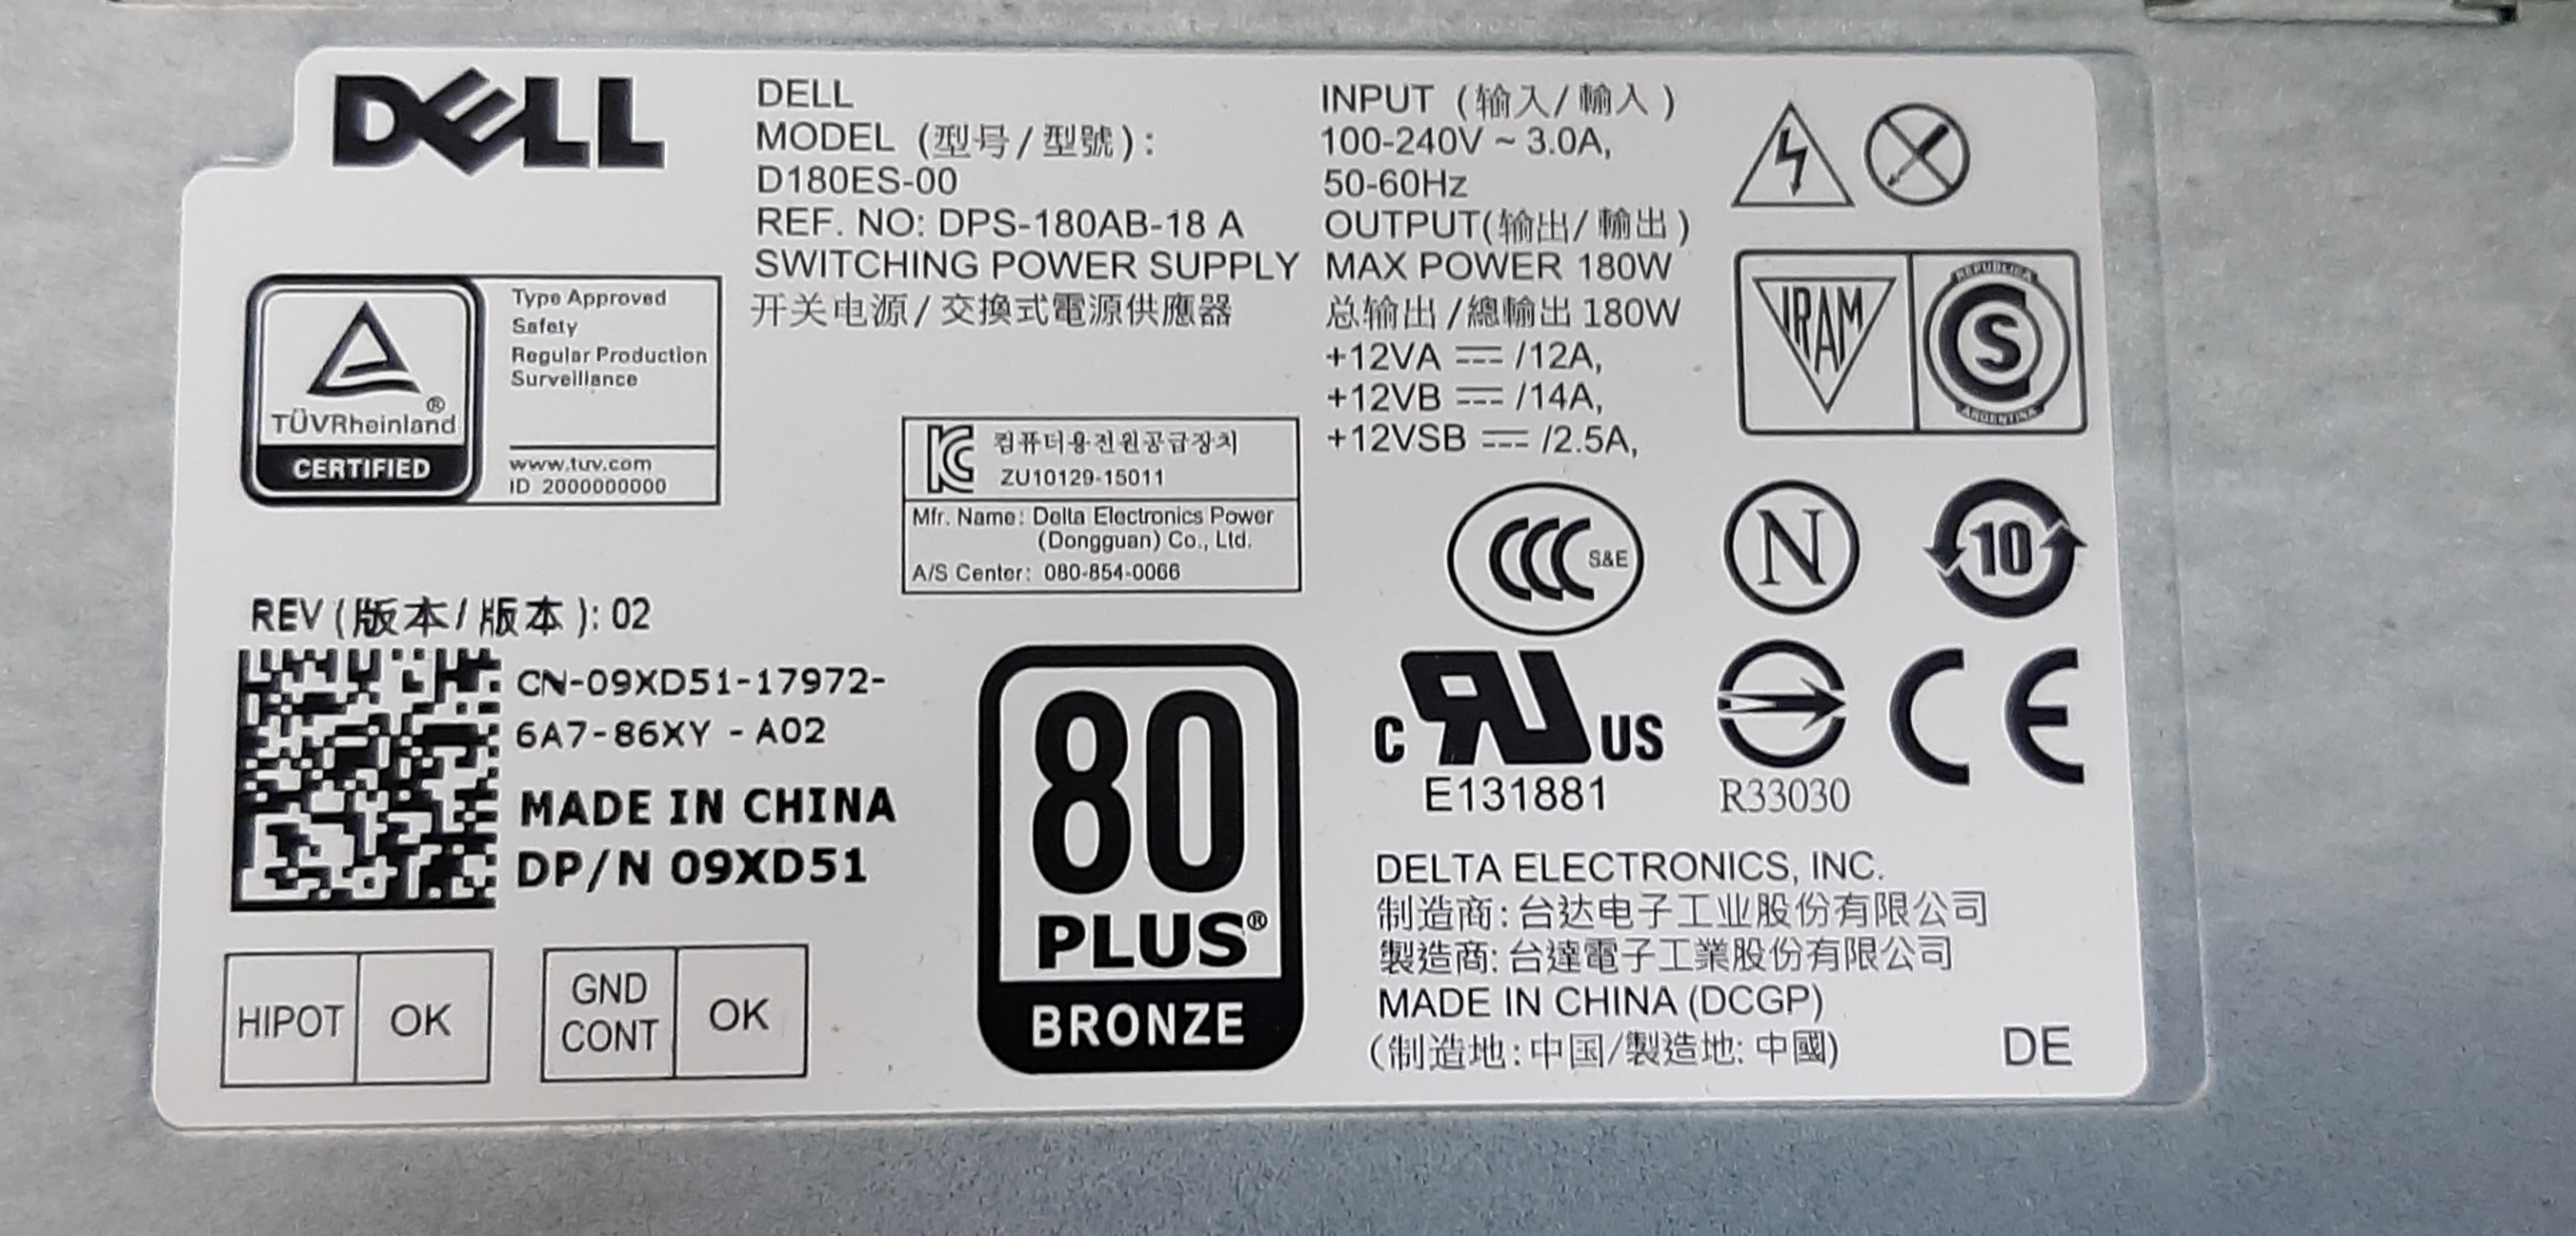 DELL
DELL
MODEL (型号/型號):
D180ES-00
REF. NO: DPS-180AB-18 A
SWITCHING POWER SUPPLY
开关电源/交換式電源供應器
INPUT (输入/輸入)
100-240V ~ 3.0A,
50-60Hz
OUTPUT(输出/輸出)
MAX POWER 180W
总输出/總輸出 180W
+12VA ⎓ /12A,
+12VB ⎓ /14A,
+12VSB ⎓ /2.5A,
IRAM
REPUBLICA
S
ARGENTINA
TÜVRheinland®
CERTIFIED
Type Approved
Safety
Regular Production
Surveillance
www.tuv.com
ID 2000000000
KC
컴퓨터용전원공급장치
ZU10129-15011
Mfr. Name: Delta Electronics Power
(Dongguan) Co., Ltd.
A/S Center: 080-854-0066
CCC S&E
N
10
REV (版本/版本): 02
CN-09XD51-17972-
6A7-86XY - A02
MADE IN CHINA
DP/N 09XD51
HIPOT OK
GND CONT OK
80
PLUS®
BRONZE
c RU US
E131881
R33030
CE
DELTA ELECTRONICS, INC.
制造商: 台达电子工业股份有限公司
製造商: 台達電子工業股份有限公司
MADE IN CHINA (DCGP)
(制造地: 中国/製造地: 中國)
DE